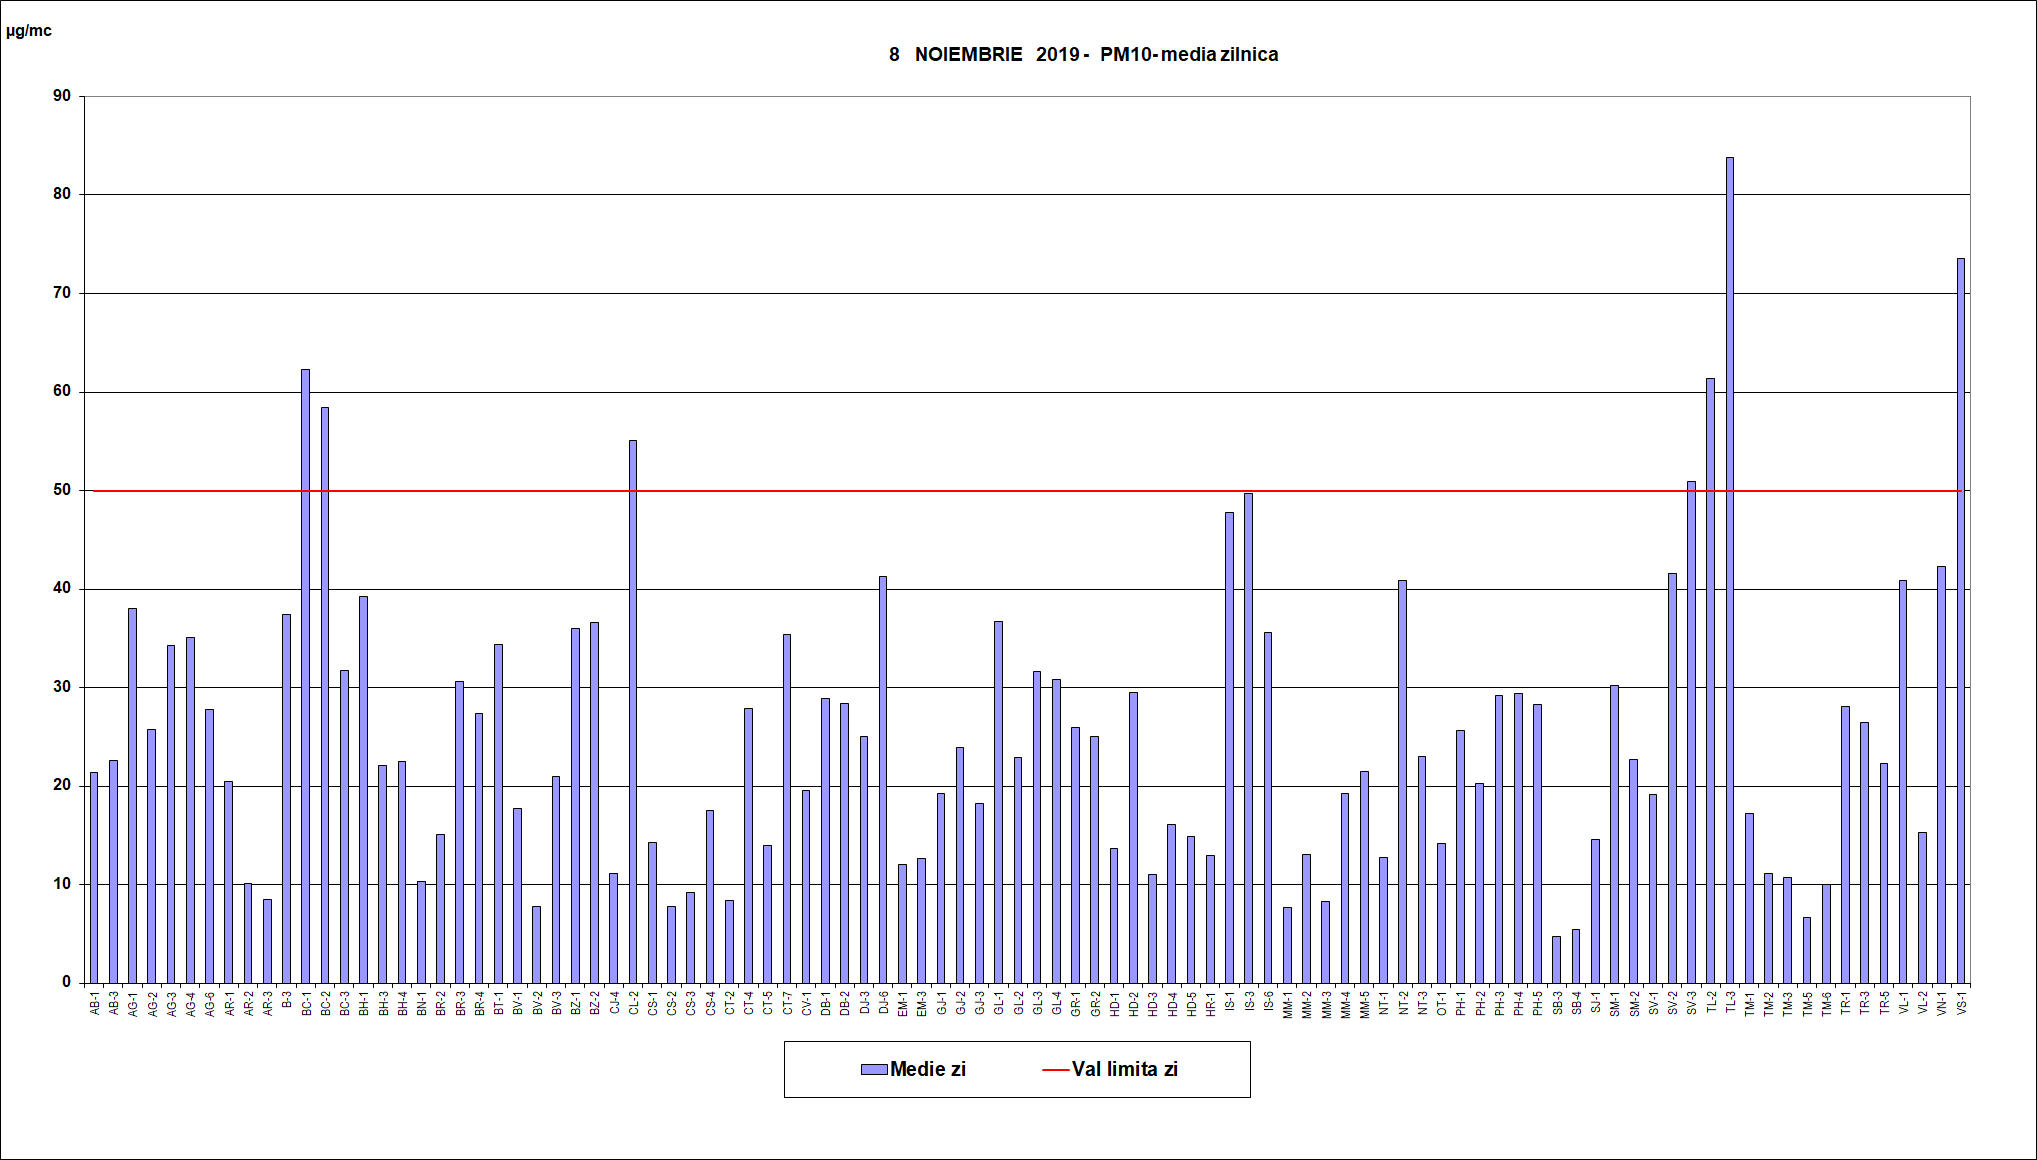 µg/mc
8 NOIEMBRIE 2019 - PM10- media zilnica
90
80
70
60
50
40
30
20
10
0
AB-1 AB-3 AG-1 AG-2 AG-3 AG-4 AG-6 AR-1 AR-2 AR-3 B-3 BC-1 BC-2 BC-3 BH-1 BH-3 BH-4 BN-1 BR-2 BR-3 BR-4 BT-1 BV-1 BV-2 BV-3 BZ-1 BZ-2 CJ-4 CL-2 CS-1 CS-2 CS-3 CS-4 CT-2 CT-4 CT-5 CT-7 CV-1 DB-1 DB-2 DJ-3 DJ-6 EM-1 EM-3 GJ-1 GJ-2 GJ-3 GL-1 GL-2 GL-3 GL-4 GR-1 GR-2 HD-1 HD-2 HD-3 HD-4 HD-5 HR-1 IS-1 IS-3 IS-6 MM-1 MM-2 MM-3 MM-4 MM-5 NT-1 NT-2 NT-3 OT-1 PH-1 PH-2 PH-3 PH-4 PH-5 SB-3 SB-4 SJ-1 SM-1 SM-2 SV-1 SV-2 SV-3 TL-2 TL-3 TM-1 TM-2 TM-3 TM-5 TM-6 TR-1 TR-3 TR-5 VL-1 VL-2 VN-1 VS-1
Medie zi Val limita zi